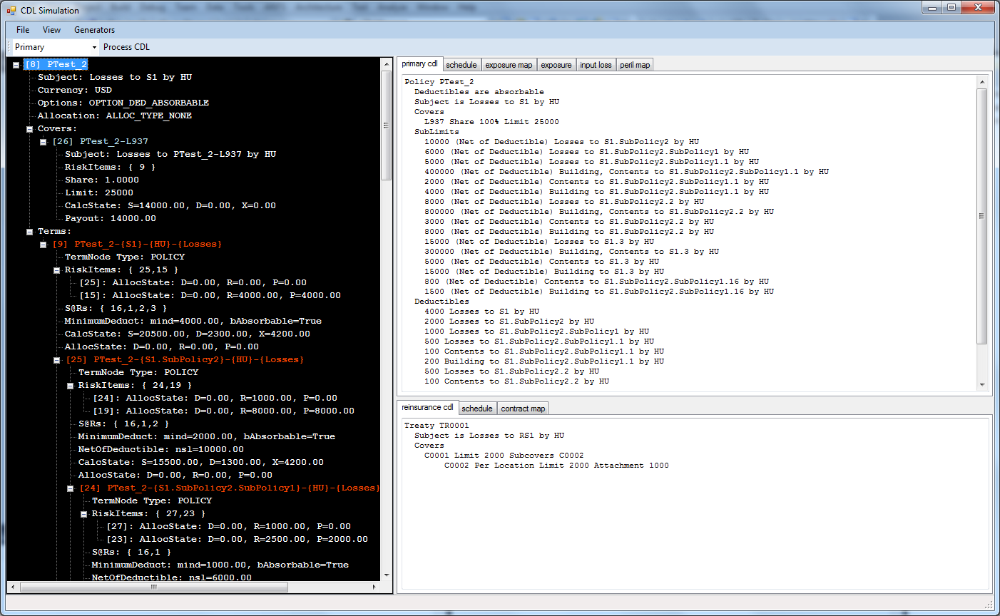 CDL Simulation
File View Generators
Primary Process CDL
[8] PTest_2
Subject: Losses to S1 by HU
Currency: USD
Options: OPTION_DED_ABSORBABLE
Allocation: ALLOC_TYPE_NONE
Covers:
[26] PTest_2-L937
Subject: Losses to PTest_2-L937 by HU
RiskItems: { 9 }
Share: 1.0000
Limit: 25000
CalcState: S=14000.00, D=0.00, X=0.00
Payout: 14000.00
Terms:
[9] PTest_2-{S1}-{HU}-{Losses}
TermNode Type: POLICY
RiskItems: { 25,15 }
[25]: AllocState: D=0.00, R=0.00, P=0.00
[15]: AllocState: D=0.00, R=4000.00, P=4000.00
S@Rs: { 16,1,2,3 }
MinimumDeduct: mind=4000.00, bAbsorbable=True
CalcState: S=20500.00, D=2300.00, X=4200.00
AllocState: D=0.00, R=0.00, P=0.00
[25] PTest_2-{S1.SubPolicy2}-{HU}-{Losses}
TermNode Type: POLICY
RiskItems: { 24,19 }
[24]: AllocState: D=0.00, R=1000.00, P=0.00
[19]: AllocState: D=0.00, R=8000.00, P=8000.00
S@Rs: { 16,1,2 }
MinimumDeduct: mind=2000.00, bAbsorbable=True
NetOfDeductible: nsl=10000.00
CalcState: S=15500.00, D=1300.00, X=4200.00
AllocState: D=0.00, R=0.00, P=0.00
[24] PTest_2-{S1.SubPolicy2.SubPolicy1}-{HU}-{Losses}
TermNode Type: POLICY
RiskItems: { 27,23 }
[27]: AllocState: D=0.00, R=1000.00, P=0.00
[23]: AllocState: D=0.00, R=2500.00, P=2000.00
S@Rs: { 16,1 }
MinimumDeduct: mind=1000.00, bAbsorbable=True
NetOfDeductible: nsl=6000.00
primary cdl schedule exposure map exposure input loss peril map
Policy PTest_2
Deductibles are absorbable
Subject is Losses to S1 by HU
Covers
L937 Share 100% Limit 25000
SubLimits
10000 (Net of Deductible) Losses to S1.SubPolicy2 by HU
6000 (Net of Deductible) Losses to S1.SubPolicy2.SubPolicy1 by HU
5000 (Net of Deductible) Losses to S1.SubPolicy2.SubPolicy1.1 by HU
400000 (Net of Deductible) Building, Contents to S1.SubPolicy2.SubPolicy1.1 by HU
2000 (Net of Deductible) Contents to S1.SubPolicy2.SubPolicy1.1 by HU
4000 (Net of Deductible) Building to S1.SubPolicy2.SubPolicy1.1 by HU
8000 (Net of Deductible) Losses to S1.SubPolicy2.2 by HU
800000 (Net of Deductible) Building, Contents to S1.SubPolicy2.2 by HU
3000 (Net of Deductible) Contents to S1.SubPolicy2.2 by HU
8000 (Net of Deductible) Building to S1.SubPolicy2.2 by HU
15000 (Net of Deductible) Losses to S1.3 by HU
300000 (Net of Deductible) Building, Contents to S1.3 by HU
5000 (Net of Deductible) Contents to S1.3 by HU
15000 (Net of Deductible) Building to S1.3 by HU
800 (Net of Deductible) Contents to S1.SubPolicy2.SubPolicy1.16 by HU
1500 (Net of Deductible) Building to S1.SubPolicy2.SubPolicy1.16 by HU
Deductibles
4000 Losses to S1 by HU
2000 Losses to S1.SubPolicy2 by HU
1000 Losses to S1.SubPolicy2.SubPolicy1 by HU
500 Losses to S1.SubPolicy2.SubPolicy1.1 by HU
100 Contents to S1.SubPolicy2.SubPolicy1.1 by HU
200 Building to S1.SubPolicy2.SubPolicy1.1 by HU
500 Losses to S1.SubPolicy2.2 by HU
100 Contents to S1.SubPolicy2.2 by HU
reinsurance cdl schedule contract map
Treaty TR0001
Subject is Losses to RS1 by HU
Covers
C0001 Limit 2000 Subcovers C0002
C0002 Per Location Limit 2000 Attachment 1000